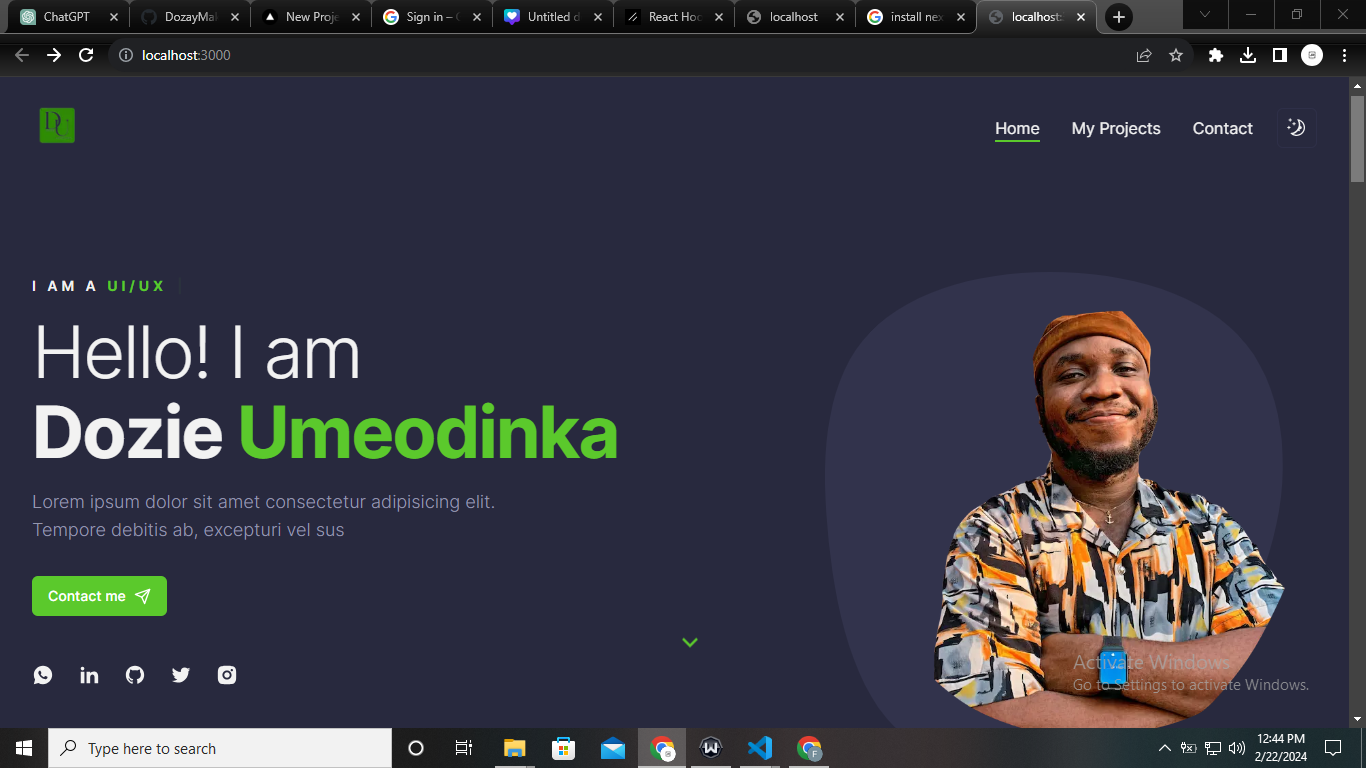 ChatGPT
DozayMa
New Proje
Sign in – G
Untitled d
React Hoo
localhost
install nex
localhost:
localhost:3000
DU
Home
My Projects
Contact
I AM A UI/UX
Hello! I am
Dozie Umeodinka
Lorem ipsum dolor sit amet consectetur adipisicing elit.
Tempore debitis ab, excepturi vel sus
Contact me
Activate Windows
Go to Settings to activate Windows.
Type here to search
12:44 PM
2/22/2024